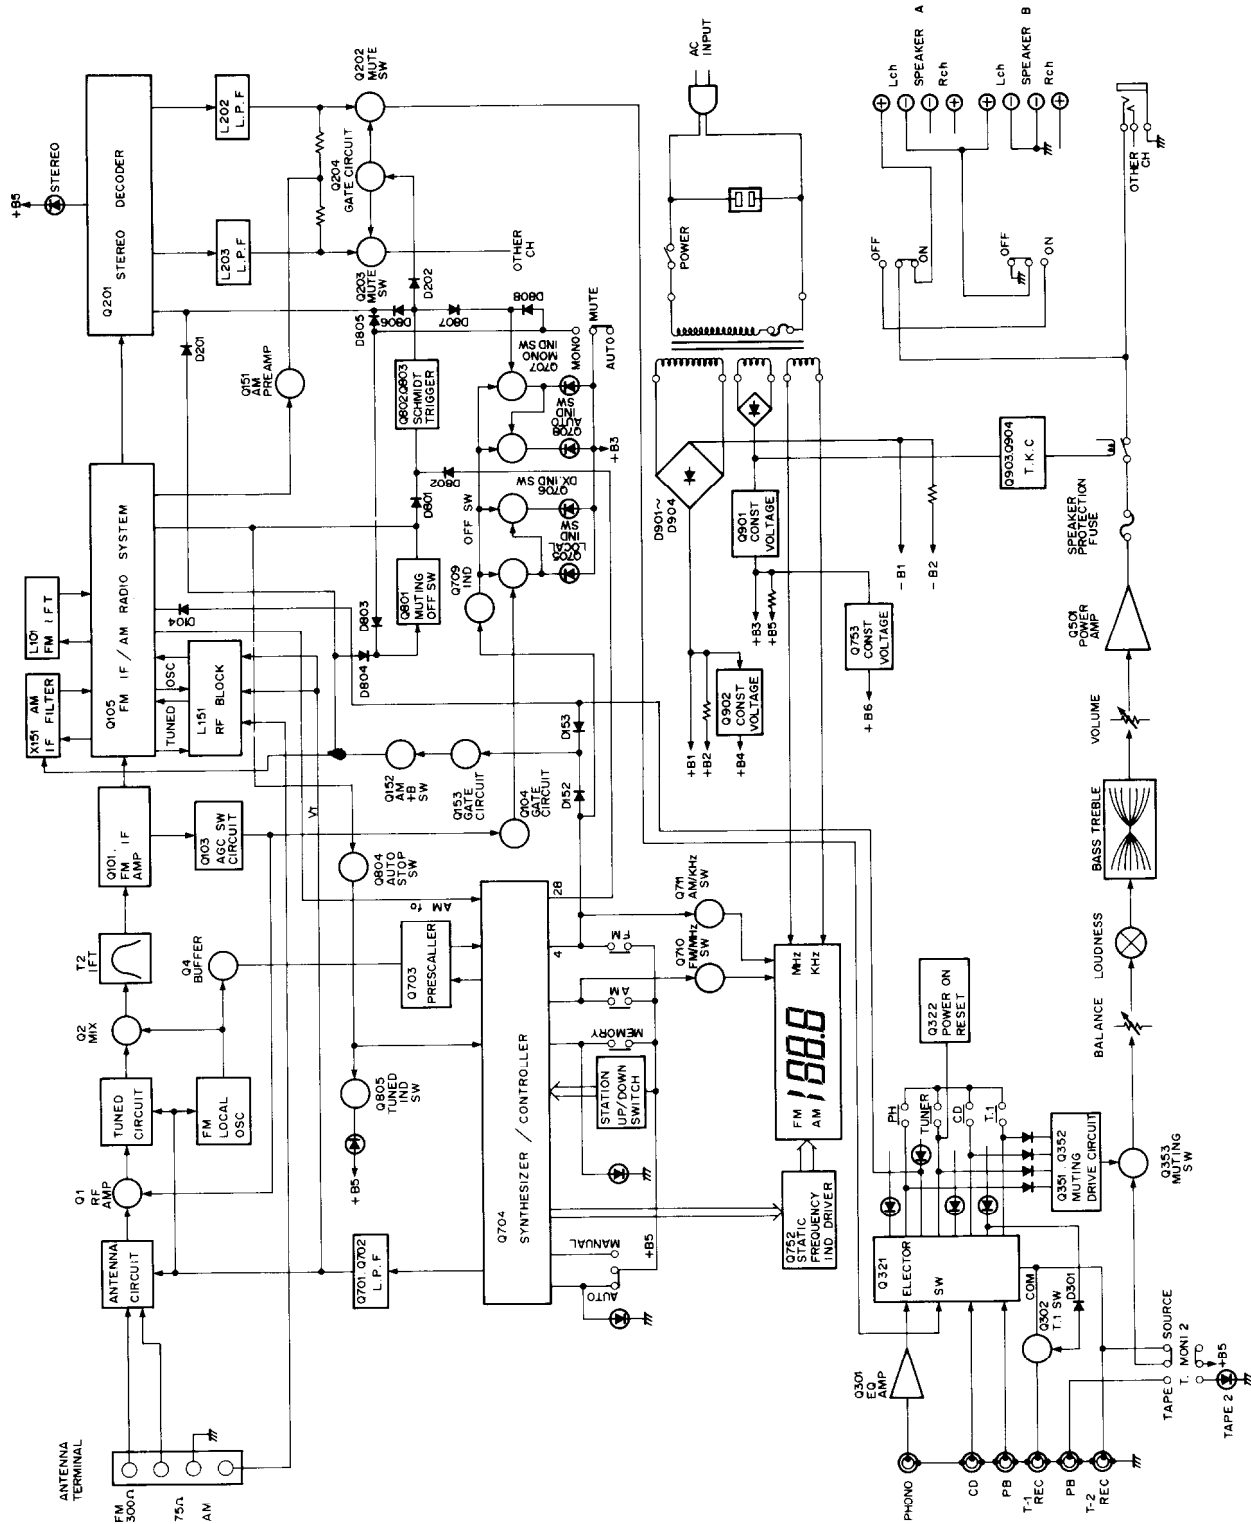 ANTENNA
TERMINAL
FM
300Ω
75Ω
AM
ANTENNA
CIRCUIT
Q1
RF
AMP
TUNED
CIRCUIT
FM
LOCAL
OSC
Q2
MIX
T2
IFT
Q4
BUFFER
Q101.
FM IF
AMP
Q103
AGC SW
CIRCUIT
X151 AM
IF FILTER
L101
FM IFT
Q105
FM IF/AM RADIO SYSTEM
TUNED
OSC
L151
RF BLOCK
VT
D104
D201
Q151
AM
PREAMP
Q201 STEREO DECODER
+B5
STEREO
L203
L.P.F
L202
L.P.F
Q203
MUTE
SW
Q204
GATE CIRCUIT
Q202
MUTE
SW
OTHER
CH
D202
D805
D806
D807
D808
Q802Q803
SCHMIDT
TRIGGER
D801
D802
D803
D804
Q801
MUTING
OFF SW
Q152
AM
+B
SW
Q153
GATE
CIRCUIT
Q104
GATE
CIRCUIT
D153
D152
Q709
IND OFF SW
Q705
LOCAL
IND
SW
Q706
DX.IND SW
Q708
AUTO
IND
SW
Q707
MONO
IND SW
+B3
MONO
MUTE
AUTO
Q804
AUTO
STOP
SW
Q805
TUNED
IND
SW
+B5
Q701.Q702
L.P.F
Q703
PRESCALLER
AM fo
Q704
SYNTHESIZER / CONTROLLER
4
28
FM
AM
MEMORY
STATION
UP/DOWN
SWITCH
MANUAL
AUTO
+B5
Q710
FM/MHz
SW
Q711
AM/KHz
SW
Q752
STATIC
FREQUENCY
IND. DRIVER
FM
AM
188.8
MHz
KHz
AC
INPUT
POWER
D901~
D904
Q901
CONST
VOLTAGE
Q902
CONST
VOLTAGE
Q753
CONST
VOLTAGE
+B1
+B2
+B4
+B3
+B5
+B6
-B1
-B2
Q903.Q904
T.K.C
Lch
SPEAKER A
Rch
Lch
SPEAKER B
Rch
OFF
ON
OFF
ON
OTHER
CH
SPEAKER
PROTECTION
FUSE
Q501
POWER
AMP
VOLUME
BASS TREBLE
LOUDNESS
BALANCE
Q322
POWER ON
RESET
PH
TUNER
CD
T.1
Q351 Q352
MUTING
DRIVE CIRCUIT
Q353
MUTING
SW
Q321
ELECTOR
SW
COM
Q302
T.1 SW
D301
Q301
EQ
AMP
PHONO
CD
PB
T-1
REC
PB
T-2
REC
SOURCE
T. MONI 2
TAPE
+B5
TAPE 2